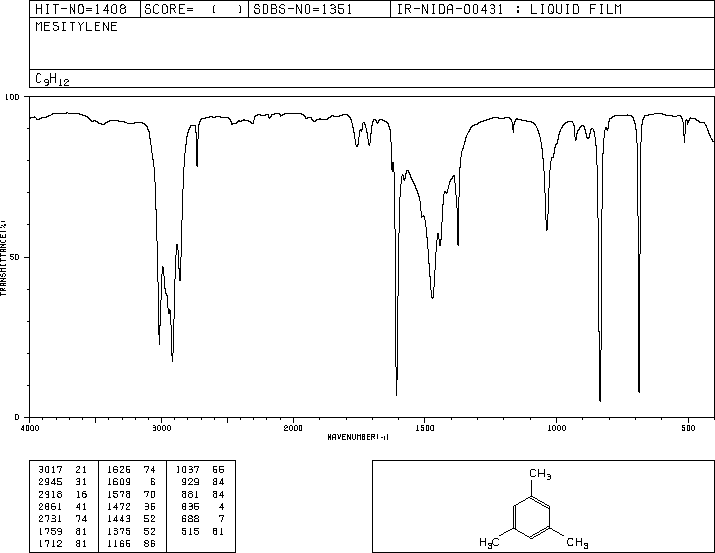 HIT-NO=1408 SCORE= ( ) SDBS-NO=1351 IR-NIDA-00431 : LIQUID FILM
MESITYLENE
C9H12
100
TRANSMITTANCE(%)
50
0
4000 3000 2000 1500 1000 500
WAVENUMBER(-1)
3017 21 1626 74 1037 56
2945 31 1609 6 929 84
2918 16 1578 70 881 84
2861 41 1472 36 836 4
2731 74 1443 52 688 7
1759 81 1375 52 515 81
1712 81 1166 86
CH3
H3C CH3